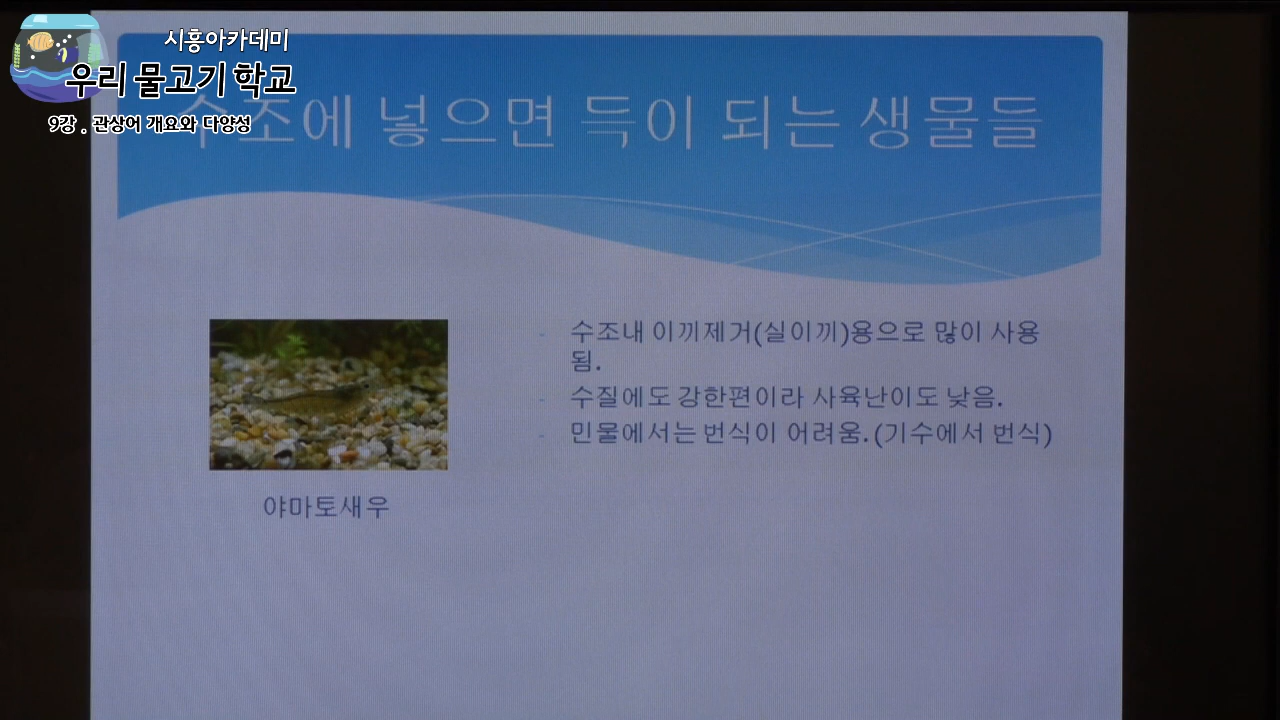 시흥아카데미
우리 물고기 학교
9강 . 관상어 개요와 다양성
수조에 넣으면 득이 되는 생물들
- 수조내 이끼제거(실이끼)용으로 많이 사용
됨.
- 수질에도 강한편이라 사육난이도 낮음.
- 민물에서는 번식이 어려움.(기수에서 번식)
야마토새우